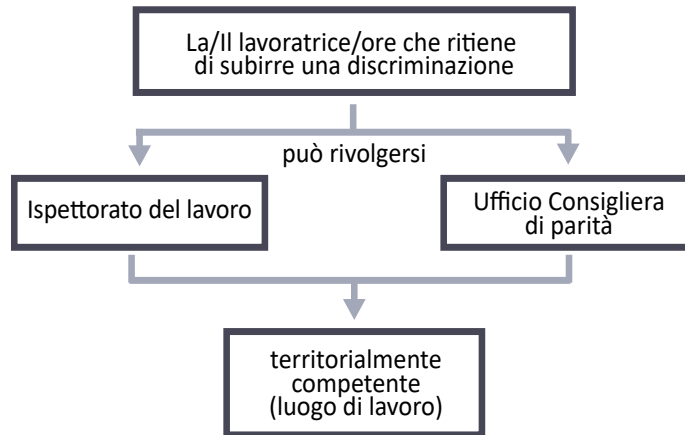 La/Il lavoratrice/ore che ritiene
di subirre una discriminazione
può rivolgersi
Ispettorato del lavoro
Ufficio Consigliera
di parità
territorialmente
competente
(luogo di lavoro)